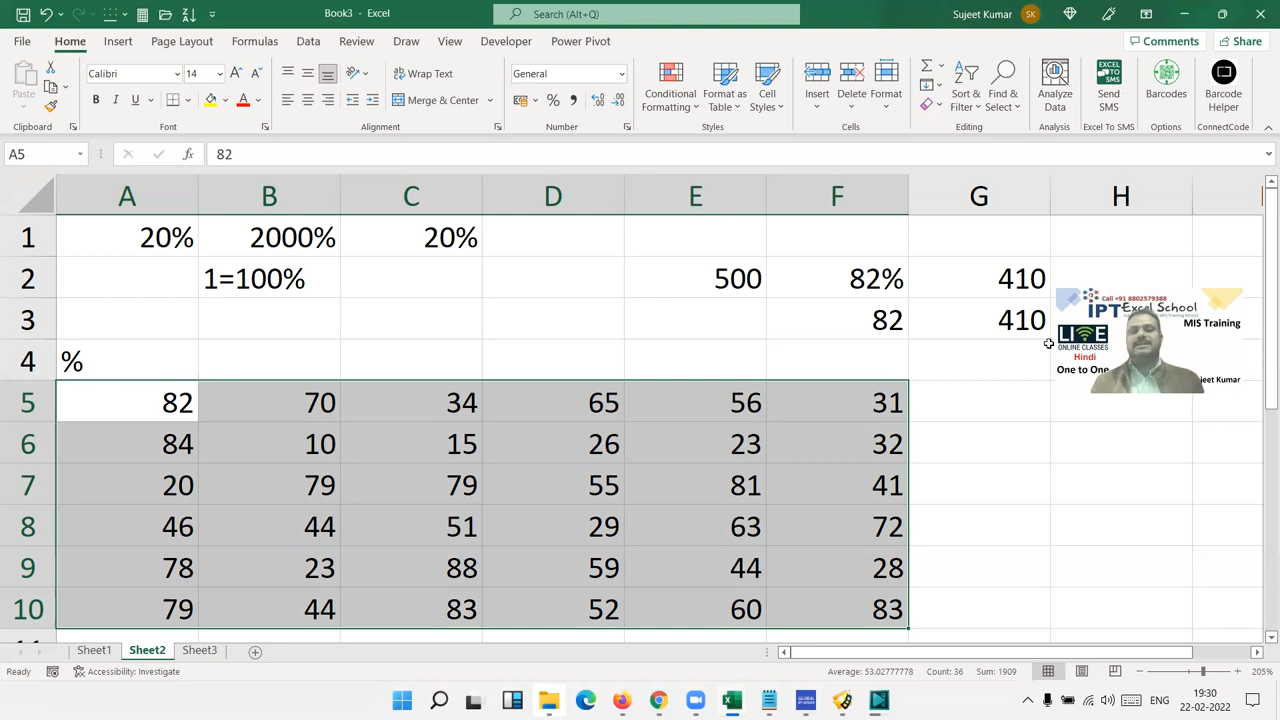 Book3 - Excel
Search (Alt+Q)
Sujeet Kumar
SK
File Home Insert Page Layout Formulas Data Review View Draw Developer Power Pivot
Comments
Share
Paste
Calibri
14
Wrap Text
General
Merge & Center
B I U
Conditional Formatting
Format as Table
Cell Styles
Insert
Delete
Format
Sort & Filter
Find & Select
Analyze Data
Send SMS
Barcodes
Barcode Helper
Clipboard
Font
Alignment
Number
Styles
Cells
Editing
Analysis
Excel To SMS
Options
ConnectCode
A5
fx
82
A B C D E F G H
1 20% 2000% 20%
2 1=100% 500 82% 410
3 82 410
4 %
5 82 70 34 65 56 31
6 84 10 15 26 23 32
7 20 79 79 55 81 41
8 46 44 51 29 63 72
9 78 23 88 59 44 28
10 79 44 83 52 60 83
Call +91 8802579388
IPT Excel School
MIS Training
LIVE
ONLINE CLASSES
Hindi
One to One
jeet Kumar
Sheet1 Sheet2 Sheet3
Ready
Accessibility: Investigate
Average: 53.02777778 Count: 36 Sum: 1909
205%
ENG
19:30
22-02-2022